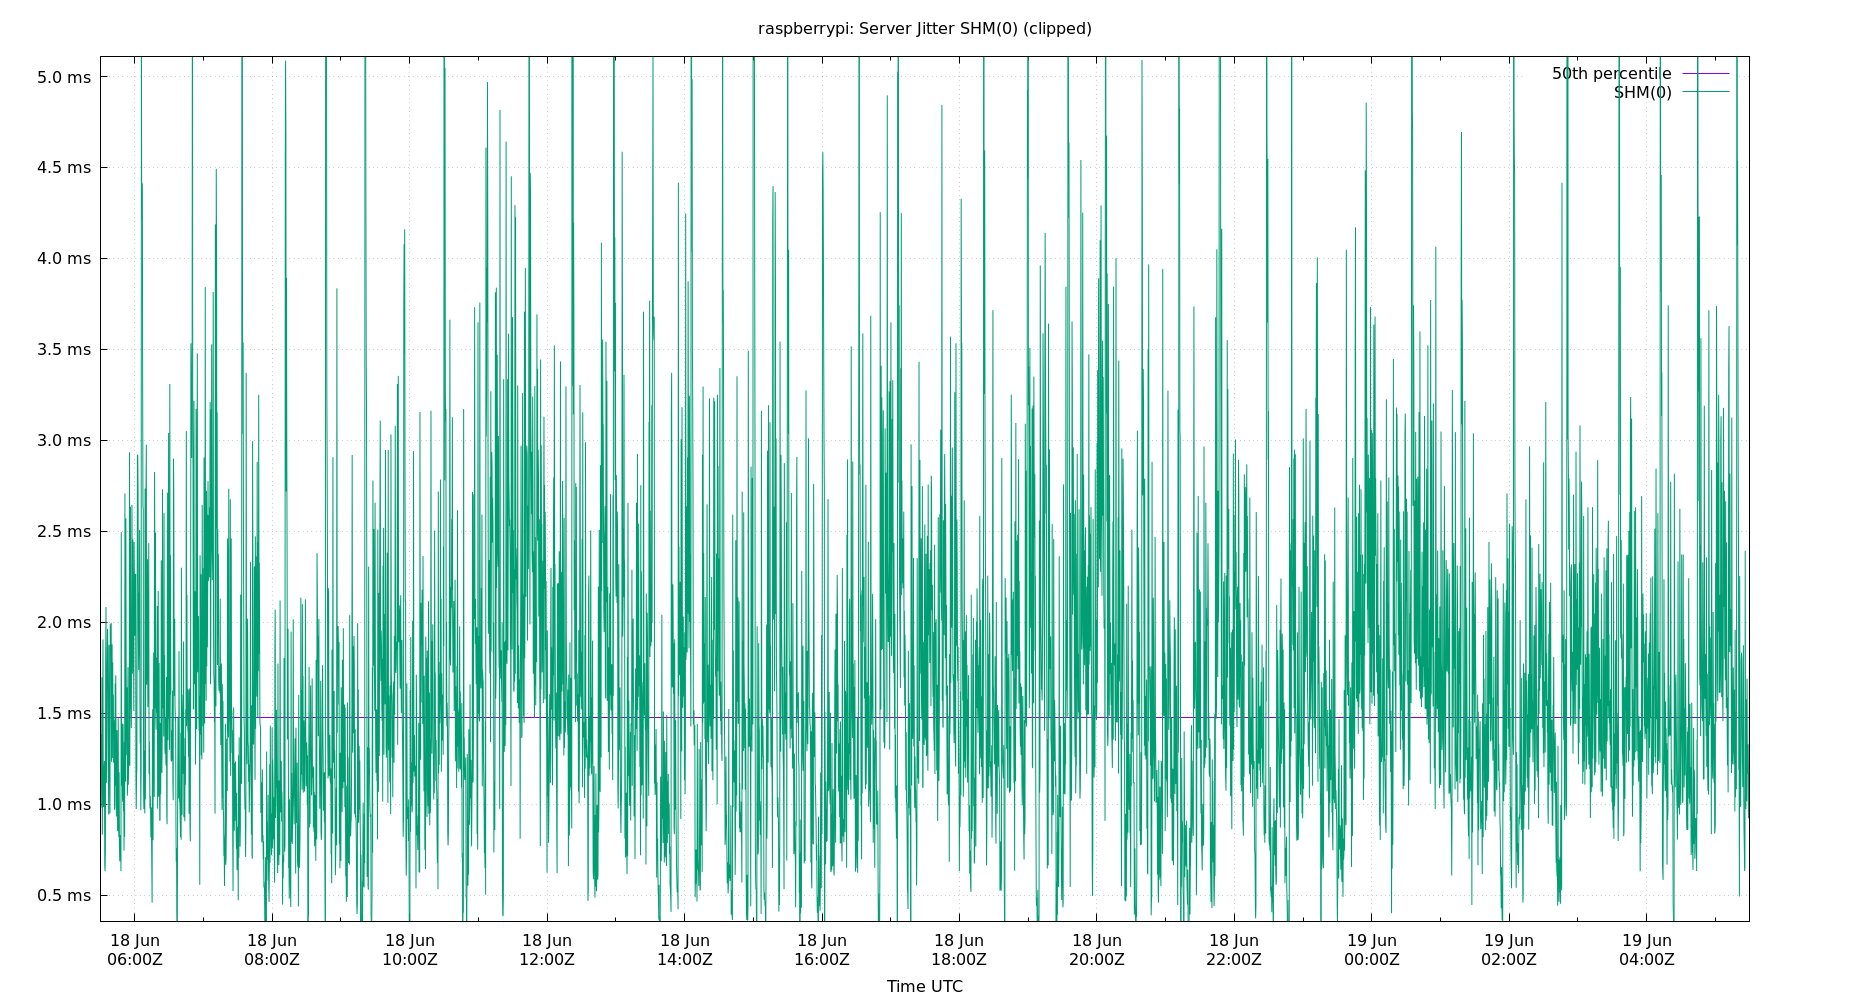 raspberrypi: Server Jitter SHM(0) (clipped)
50th percentile
SHM(0)
5.0 ms
4.5 ms
4.0 ms
3.5 ms
3.0 ms
2.5 ms
2.0 ms
1.5 ms
1.0 ms
0.5 ms
18 Jun 18 Jun 18 Jun 18 Jun 18 Jun 18 Jun 18 Jun 18 Jun 18 Jun 19 Jun 19 Jun 19 Jun
06:00Z 08:00Z 10:00Z 12:00Z 14:00Z 16:00Z 18:00Z 20:00Z 22:00Z 00:00Z 02:00Z 04:00Z
Time UTC